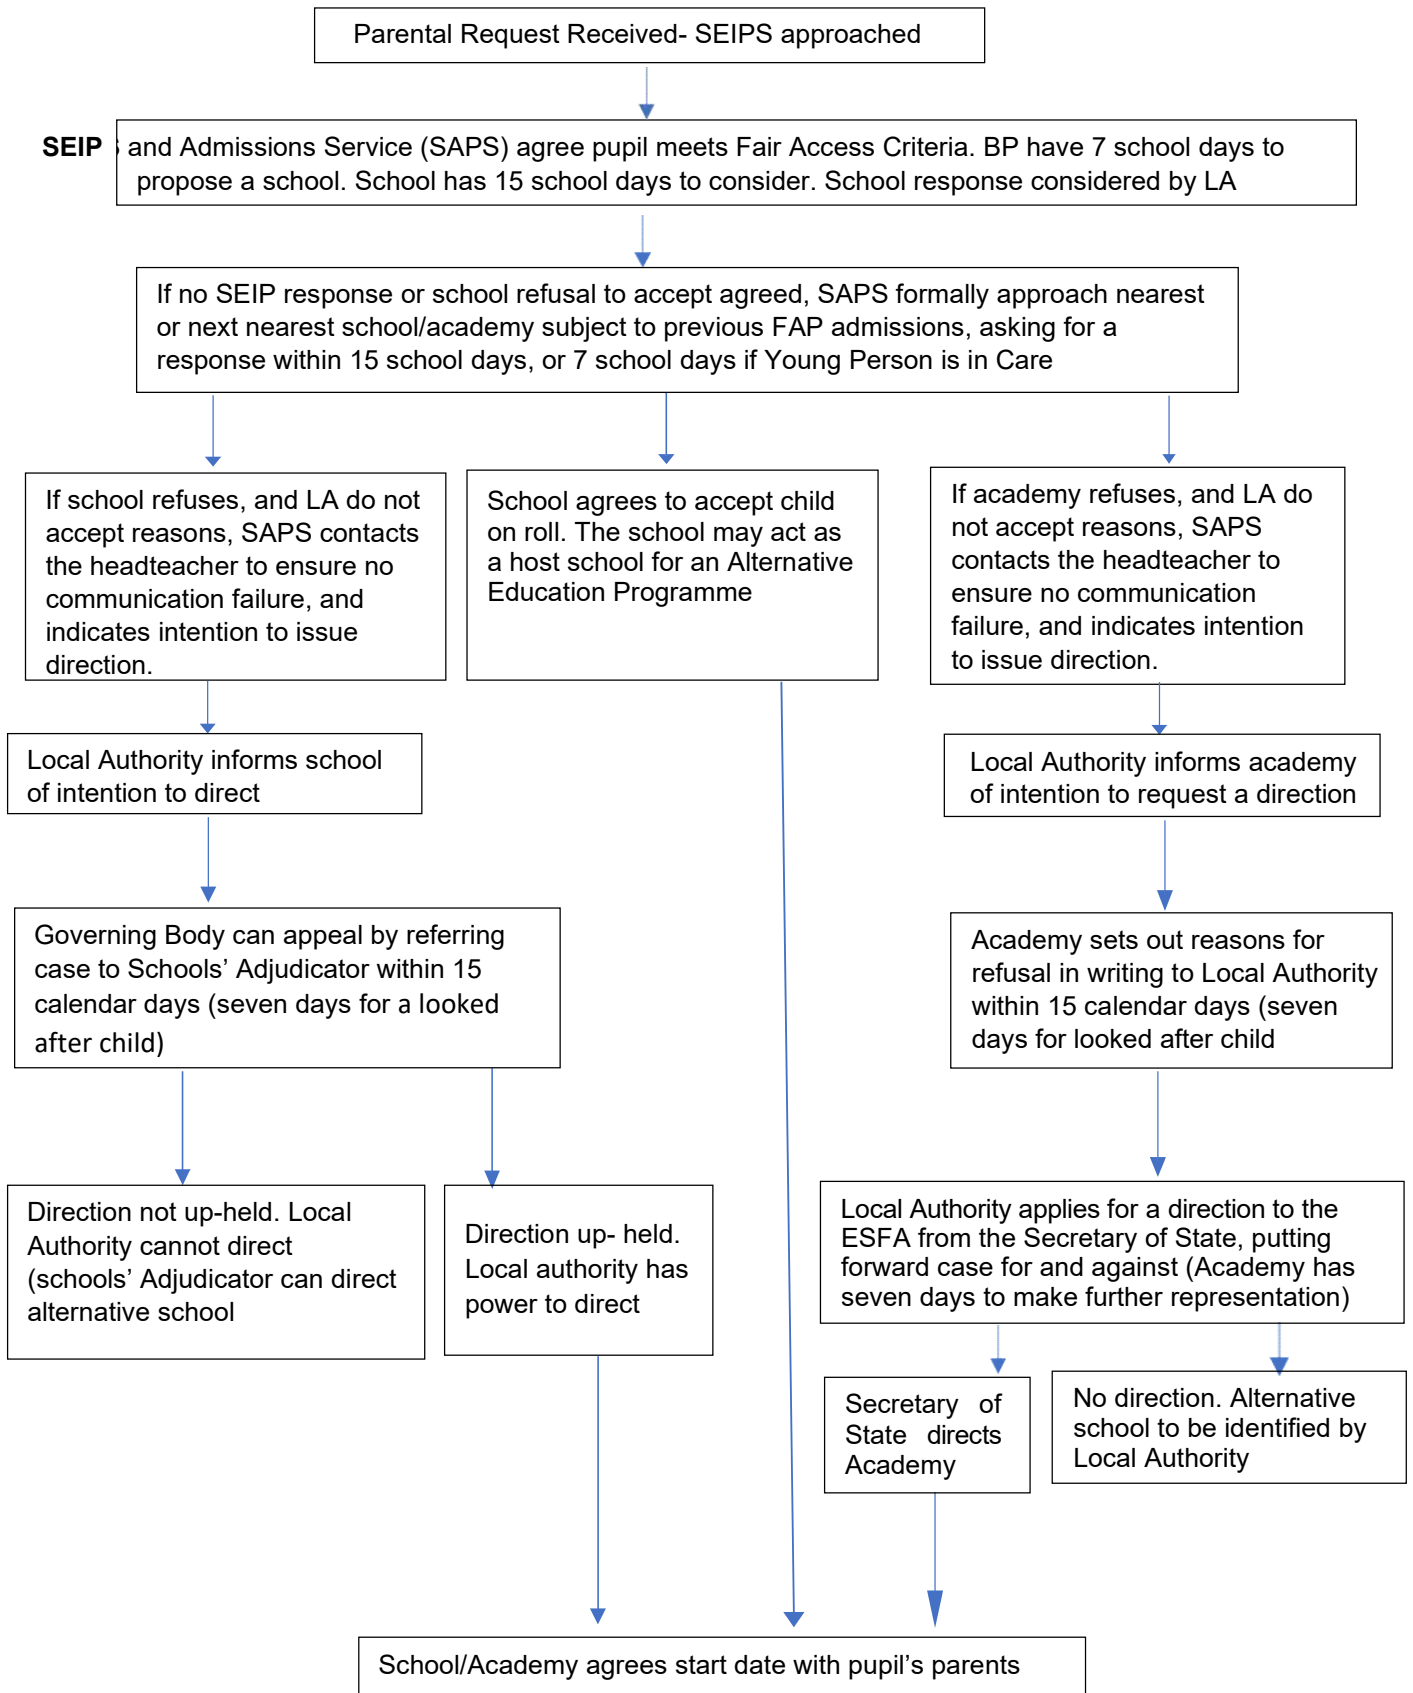 Parental Request Received- SEIPS approached
SEIPS and Admissions Service (SAPS) agree pupil meets Fair Access Criteria. BP have 7 school days to
propose a school. School has 15 school days to consider. School response considered by LA
If no SEIP response or school refusal to accept agreed, SAPS formally approach nearest
or next nearest school/academy subject to previous FAP admissions, asking for a
response within 15 school days, or 7 school days if Young Person is in Care
If school refuses, and LA do not
accept reasons, SAPS contacts
the headteacher to ensure no
communication failure, and
indicates intention to issue
direction.
School agrees to accept child
on roll. The school may act as
a host school for an Alternative
Education Programme
If academy refuses, and LA do
not accept reasons, SAPS
contacts the headteacher to
ensure no communication
failure, and indicates intention
to issue direction.
Local Authority informs school
of intention to direct
Local Authority informs academy
of intention to request a direction
Governing Body can appeal by referring
case to Schools’ Adjudicator within 15
calendar days (seven days for a looked
after child)
Academy sets out reasons for
refusal in writing to Local Authority
within 15 calendar days (seven
days for looked after child
Direction not up-held. Local
Authority cannot direct
(schools’ Adjudicator can direct
alternative school
Direction up- held.
Local authority has
power to direct
Local Authority applies for a direction to the
ESFA from the Secretary of State, putting
forward case for and against (Academy has
seven days to make further representation)
Secretary of
State directs
Academy
No direction. Alternative
school to be identified by
Local Authority
School/Academy agrees start date with pupil’s parents